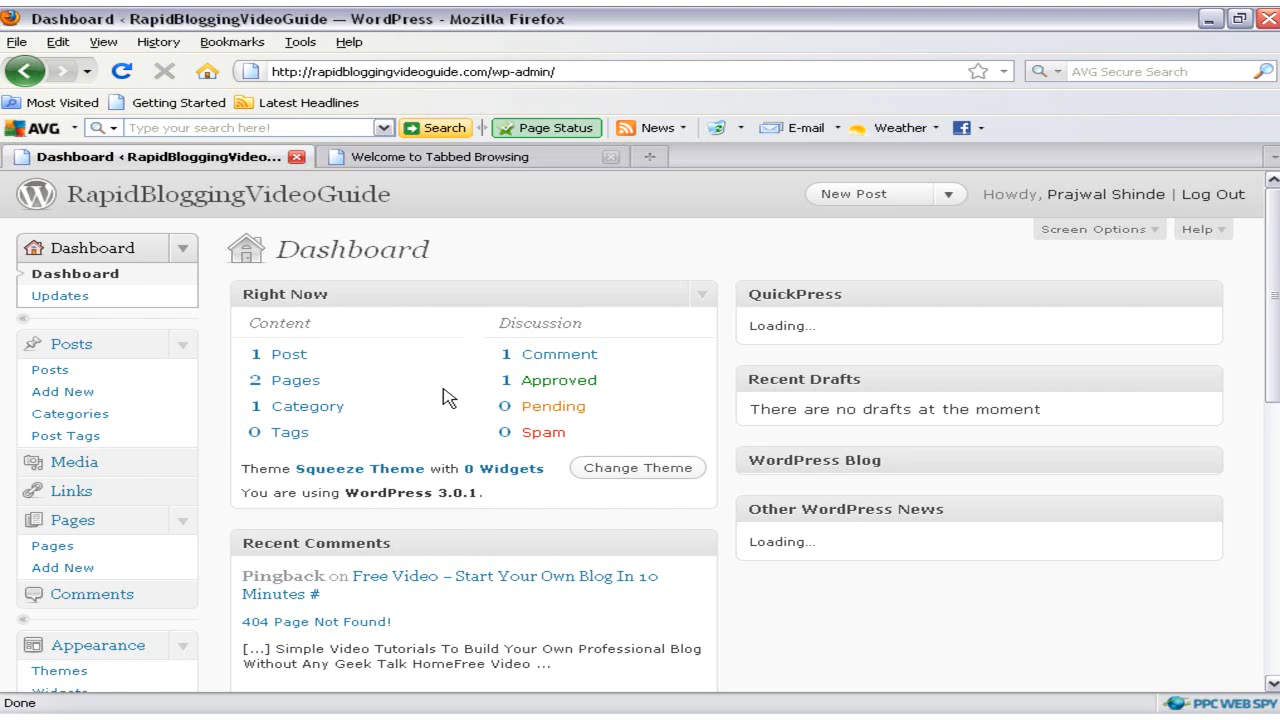 Dashboard ‹ RapidBloggingVideoGuide — WordPress - Mozilla Firefox
File Edit View History Bookmarks Tools Help
http://rapidbloggingvideoguide.com/wp-admin/ AVG Secure Search
Most Visited Getting Started Latest Headlines
AVG Type your search here! Search Page Status News E-mail Weather
Dashboard ‹ RapidBloggingVideo... Welcome to Tabbed Browsing
RapidBloggingVideoGuide New Post Howdy, Prajwal Shinde | Log Out
Screen Options Help
Dashboard
Dashboard
Updates
Posts
Posts
Add New
Categories
Post Tags
Media
Links
Pages
Pages
Add New
Comments
Appearance
Themes
Widgets
Dashboard
Right Now
Content Discussion
1 Post 1 Comment
2 Pages 1 Approved
1 Category 0 Pending
0 Tags 0 Spam
Theme Squeeze Theme with 0 Widgets Change Theme
You are using WordPress 3.0.1.
Recent Comments
Pingback on Free Video – Start Your Own Blog In 10
Minutes #
404 Page Not Found!
[...] Simple Video Tutorials To Build Your Own Professional Blog
Without Any Geek Talk HomeFree Video ...
QuickPress
Loading...
Recent Drafts
There are no drafts at the moment
WordPress Blog
Other WordPress News
Loading...
Done PPC WEB SPY